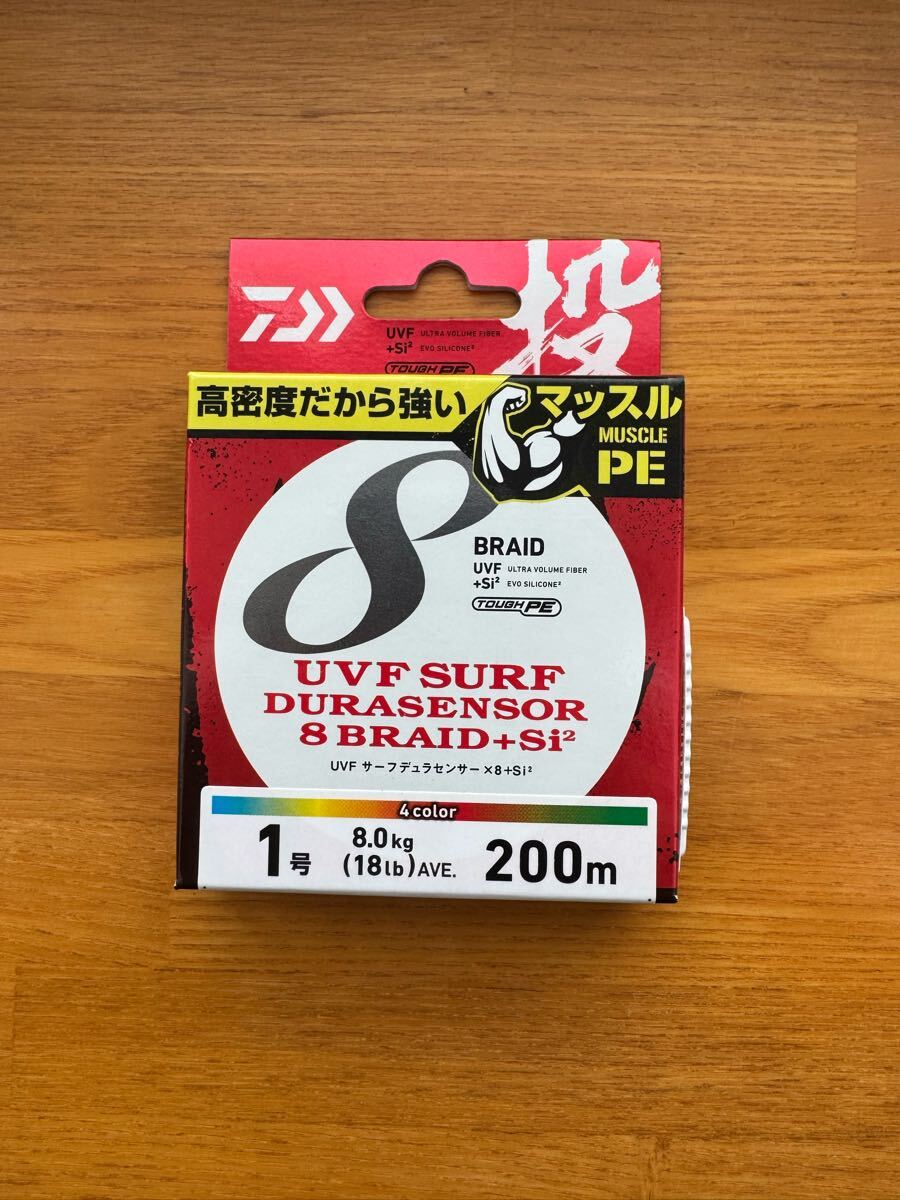 投
UVF ULTRA VOLUME FIBER
+Si² EVO SILICONE²
TOUGH PE
高密度だから強い
マッスル
MUSCLE
PE
8
BRAID
UVF ULTRA VOLUME FIBER
+Si² EVO SILICONE²
TOUGH PE
UVF SURF
DURASENSOR
8 BRAID+Si²
UVF サーフデュラセンサー×8+Si²
4 color
1号 8.0kg (18lb) AVE. 200m